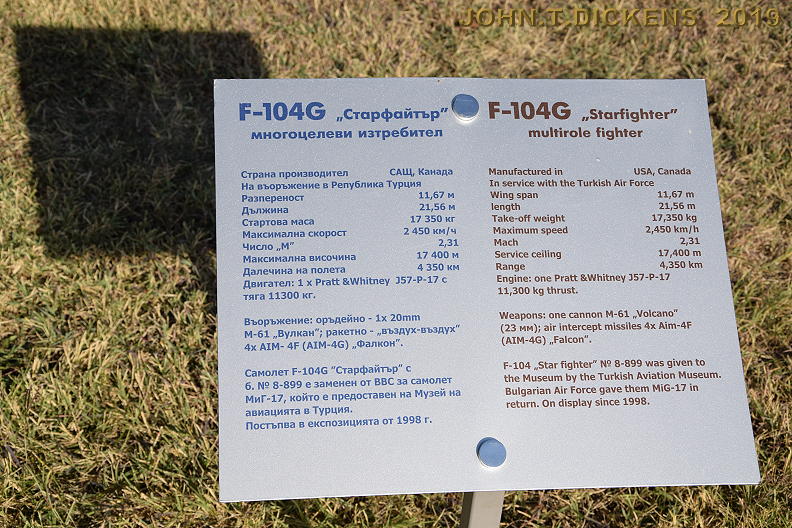 JOHN.T.DICKENS 2019
F-104G „Старфайтър”
многоцелеви изтребител
Страна производител САЩ, Канада
На въоръжение в Република Турция
Разпереност 11,67 м
Дължина 21,56 м
Стартова маса 17 350 кг
Максимална скорост 2 450 км/ч
Число „М” 2,31
Максимална височина 17 400 м
Далечина на полета 4 350 км
Двигател: 1 x Pratt &Whitney J57-P-17 с
тяга 11300 кг.
Въоръжение: оръдейно - 1x 20mm
М-61 „Вулкан”; ракетно - „въздух-въздух”
4x AIM- 4F (AIM-4G) „Фалкон”.
Самолет F-104G "Старфайтър” с
б. № 8-899 е заменен от ВВС за самолет
МиГ-17, който е предоставен на Музей на
авиацията в Турция.
Постъпва в експозицията от 1998 г.
F-104G „Starfighter”
multirole fighter
Manufactured in USA, Canada
In service with the Turkish Air Force
Wing span 11,67 m
length 21,56 m
Take-off weight 17,350 kg
Maximum speed 2,450 km/h
Mach 2,31
Service ceiling 17,400 m
Range 4,350 km
Engine: one Pratt &Whitney J57-P-17
11,300 kg thrust.
Weapons: one cannon M-61 „Volcano”
(23 мм); air intercept missiles 4x Aim-4F
(AIM-4G) „Falcon”.
F-104 „Star fighter” № 8-899 was given to
the Museum by the Turkish Aviation Museum.
Bulgarian Air Force gave them MiG-17 in
return. On display since 1998.